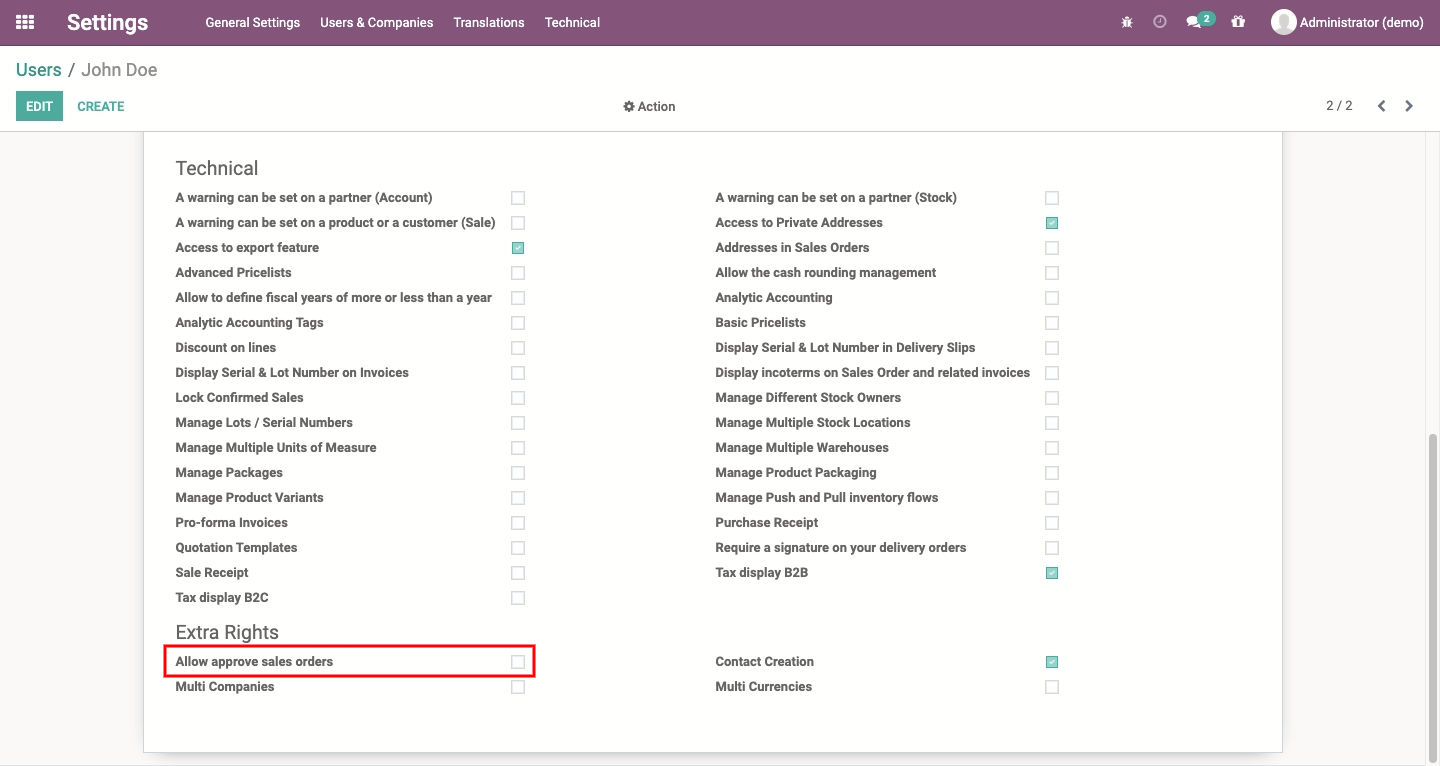 Settings General Settings Users & Companies Translations Technical 2 Administrator (demo)
Users / John Doe
EDIT CREATE Action 2 / 2
Technical
A warning can be set on a partner (Account) A warning can be set on a partner (Stock)
A warning can be set on a product or a customer (Sale) Access to Private Addresses
Access to export feature Addresses in Sales Orders
Advanced Pricelists Allow the cash rounding management
Allow to define fiscal years of more or less than a year Analytic Accounting
Analytic Accounting Tags Basic Pricelists
Discount on lines Display Serial & Lot Number in Delivery Slips
Display Serial & Lot Number on Invoices Display incoterms on Sales Order and related invoices
Lock Confirmed Sales Manage Different Stock Owners
Manage Lots / Serial Numbers Manage Multiple Stock Locations
Manage Multiple Units of Measure Manage Multiple Warehouses
Manage Packages Manage Product Packaging
Manage Product Variants Manage Push and Pull inventory flows
Pro-forma Invoices Purchase Receipt
Quotation Templates Require a signature on your delivery orders
Sale Receipt Tax display B2B
Tax display B2C
Extra Rights
Allow approve sales orders Contact Creation
Multi Companies Multi Currencies